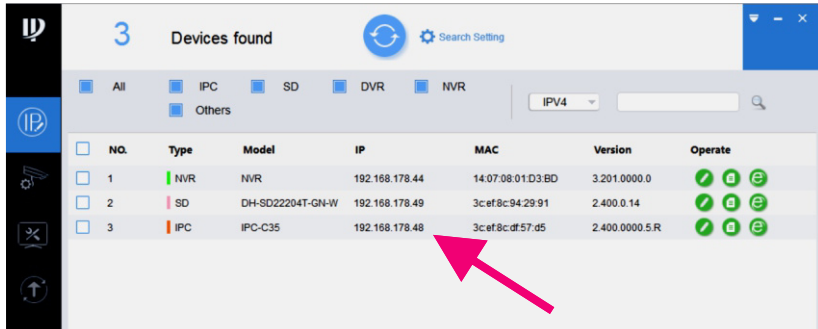 3 Devices found Search Setting
All IPC SD DVR NVR
IPV4
Others
NO. Type Model IP MAC Version Operate
1 NVR NVR 192.168.178.44 14:07:08:01:D3:BD 3.201.0000.0
2 SD DH-SD22204T-GN-W 192.168.178.49 3c:ef:8c:94:29:91 2.400.0.14
3 IPC IPC-C35 192.168.178.48 3c:ef:8c:df:57:d5 2.400.0000.5.R